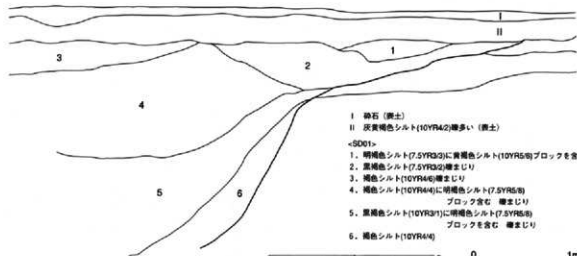 I
II
1
3
2
4
5
6
I 砕石(表土)
II 灰黄褐色シルト(10YR4/2)礫多い(表土)
<SD01>
1．明褐色シルト(7.5YR3/3)に黄褐色シルト(10YR5/8)ブロックを含
2．黒褐色シルト(7.5YR3/2)礫まじり
3．褐色シルト(10YR4/6)礫まじり
4．褐色シルト(10YR4/4)に明褐色シルト(7.5YR5/8)
ブロック含む 礫まじり
5．黒褐色シルト(10YR3/1)に明褐色シルト(7.5YR5/8)
ブロックを含む 礫まじり
6．褐色シルト(10YR4/4)
0 1m